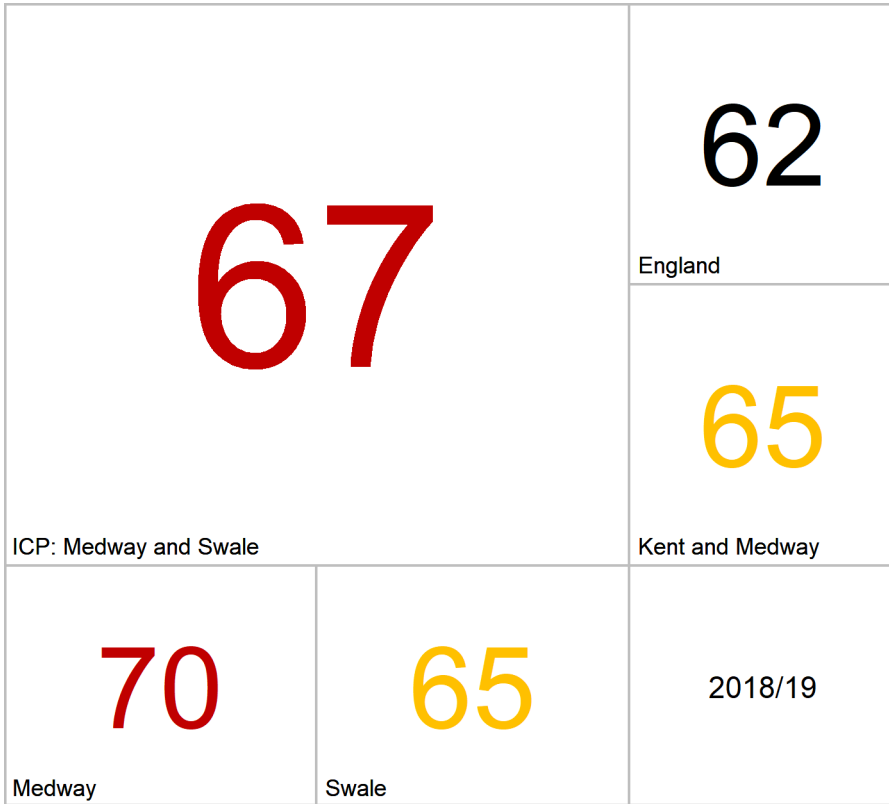 67
ICP: Medway and Swale
62
England
65
Kent and Medway
70
Medway
65
Swale
2018/19